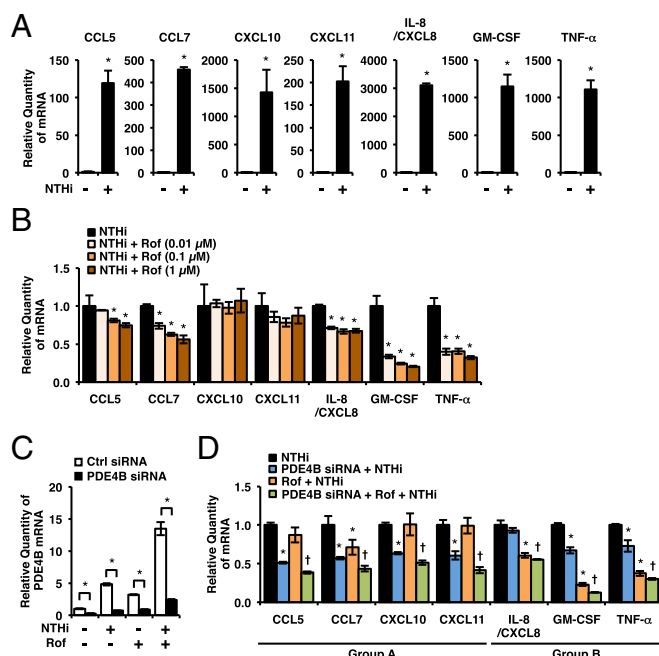 A
CCL5 CCL7 CXCL10 CXCL11 IL-8 /CXCL8 GM-CSF TNF-α
Relative Quantity of mRNA
150 100 50 0
500 400 300 200 100 0
2000 1500 1000 500 0
250 200 150 100 50 0
4000 3000 2000 1000 0
1500 1000 500 0
1500 1000 500 0
* * * * * * *
NTHi - + - + - + - + - + - + - +
B
NTHi
NTHi + Rof (0.01 µM)
NTHi + Rof (0.1 µM)
NTHi + Rof (1 µM)
Relative Quantity of mRNA
1.5
1.0
0.5
0.0
* * * * * * * * * * * * * *
CCL5 CCL7 CXCL10 CXCL11 IL-8 /CXCL8 GM-CSF TNF-α
C
Ctrl siRNA
PDE4B siRNA
Relative Quantity of PDE4B mRNA
20
15
10
5
0
* * * *
NTHi - + - +
Rof - - + +
D
NTHi
PDE4B siRNA + NTHi
Rof + NTHi
PDE4B siRNA + Rof + NTHi
Relative Quantity of mRNA
1.5
1.0
0.5
0.0
* † * * † * † * † * † * * † * * †
CCL5 CCL7 CXCL10 CXCL11 IL-8 /CXCL8 GM-CSF TNF-α
Group A Group B